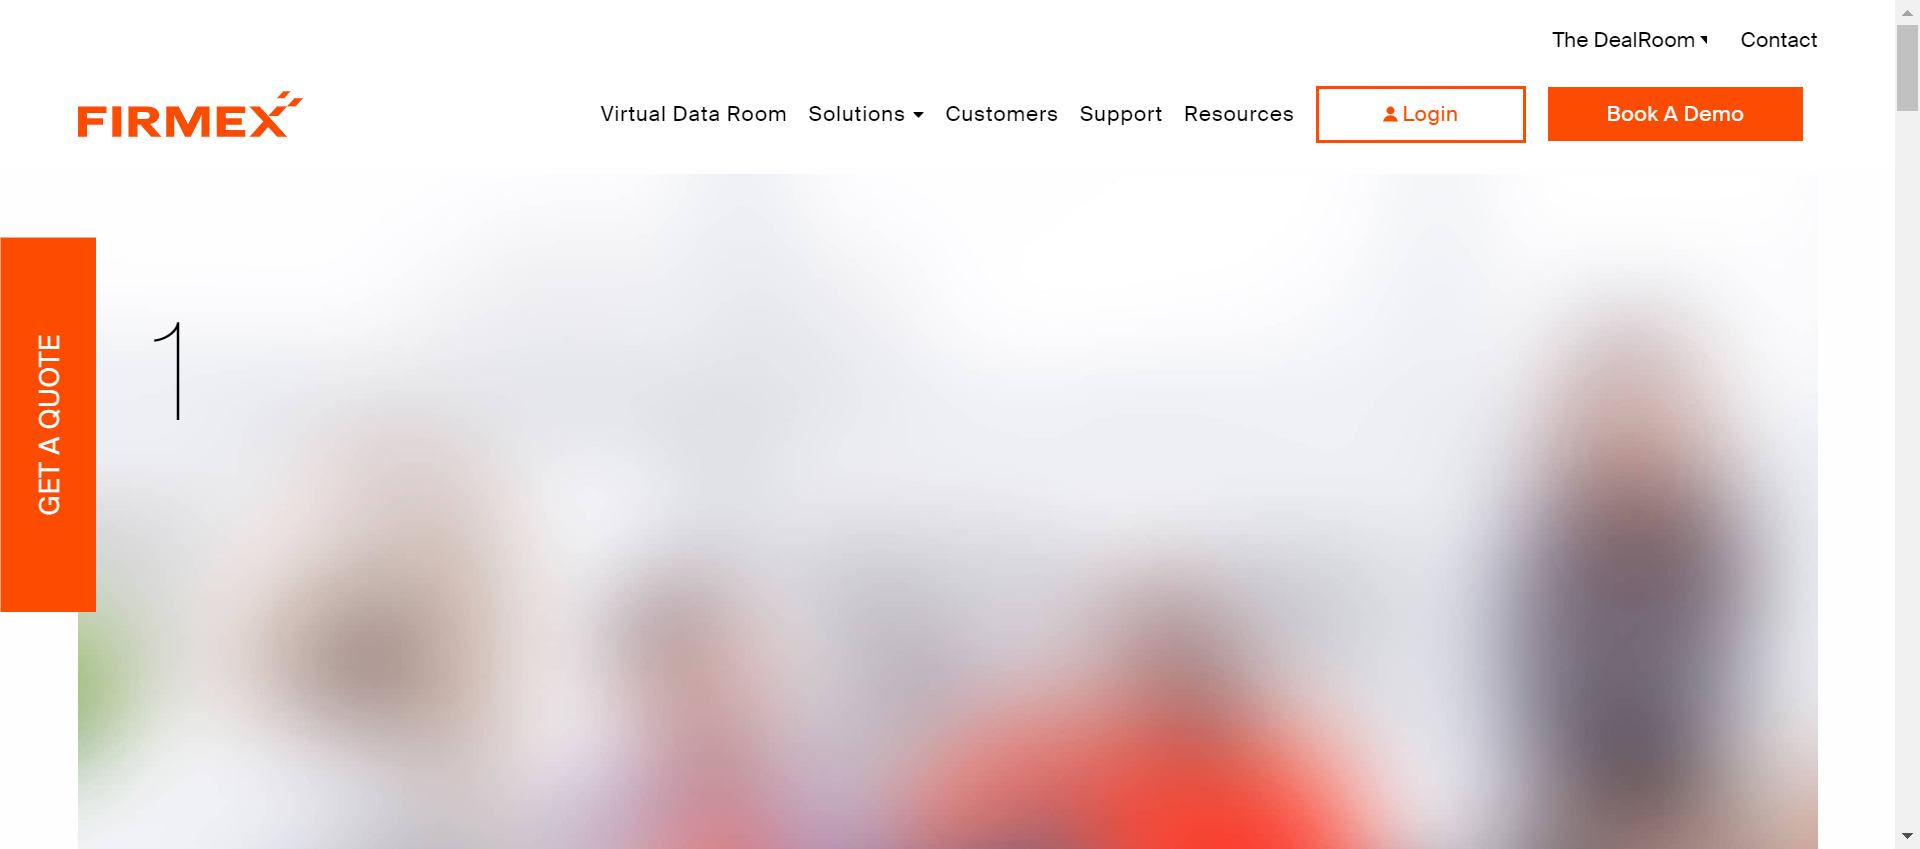 The DealRoom
Contact
FIRMEX
Virtual Data Room
Solutions
Customers
Support
Resources
Login
Book A Demo
GET A QUOTE
1